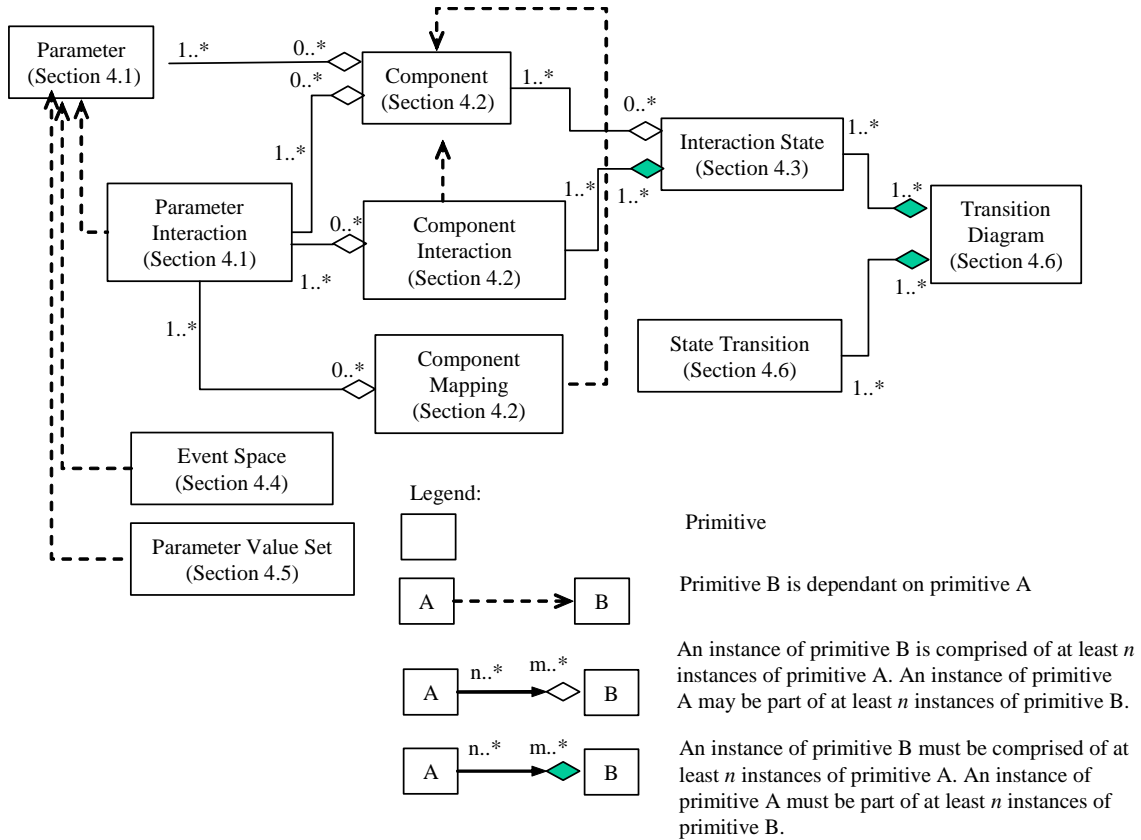 Parameter
(Section 4.1)
1..*
0..*
Component
(Section 4.2)
0..*
1..*
1..*
0..*
Interaction State
(Section 4.3)
1..*
1..*
Transition
Diagram
(Section 4.6)
1..*
Parameter
Interaction
(Section 4.1)
0..*
1..*
Component
Interaction
(Section 4.2)
1..*
1..*
1..*
State Transition
(Section 4.6)
1..*
1..*
0..*
Component
Mapping
(Section 4.2)
Event Space
(Section 4.4)
Parameter Value Set
(Section 4.5)
Legend:
Primitive
A
B
Primitive B is dependant on primitive A
n..*
m..*
A
B
An instance of primitive B is comprised of at least n
instances of primitive A. An instance of primitive
A may be part of at least n instances of primitive B.
n..*
m..*
A
B
An instance of primitive B must be comprised of at
least n instances of primitive A. An instance of
primitive A must be part of at least n instances of
primitive B.